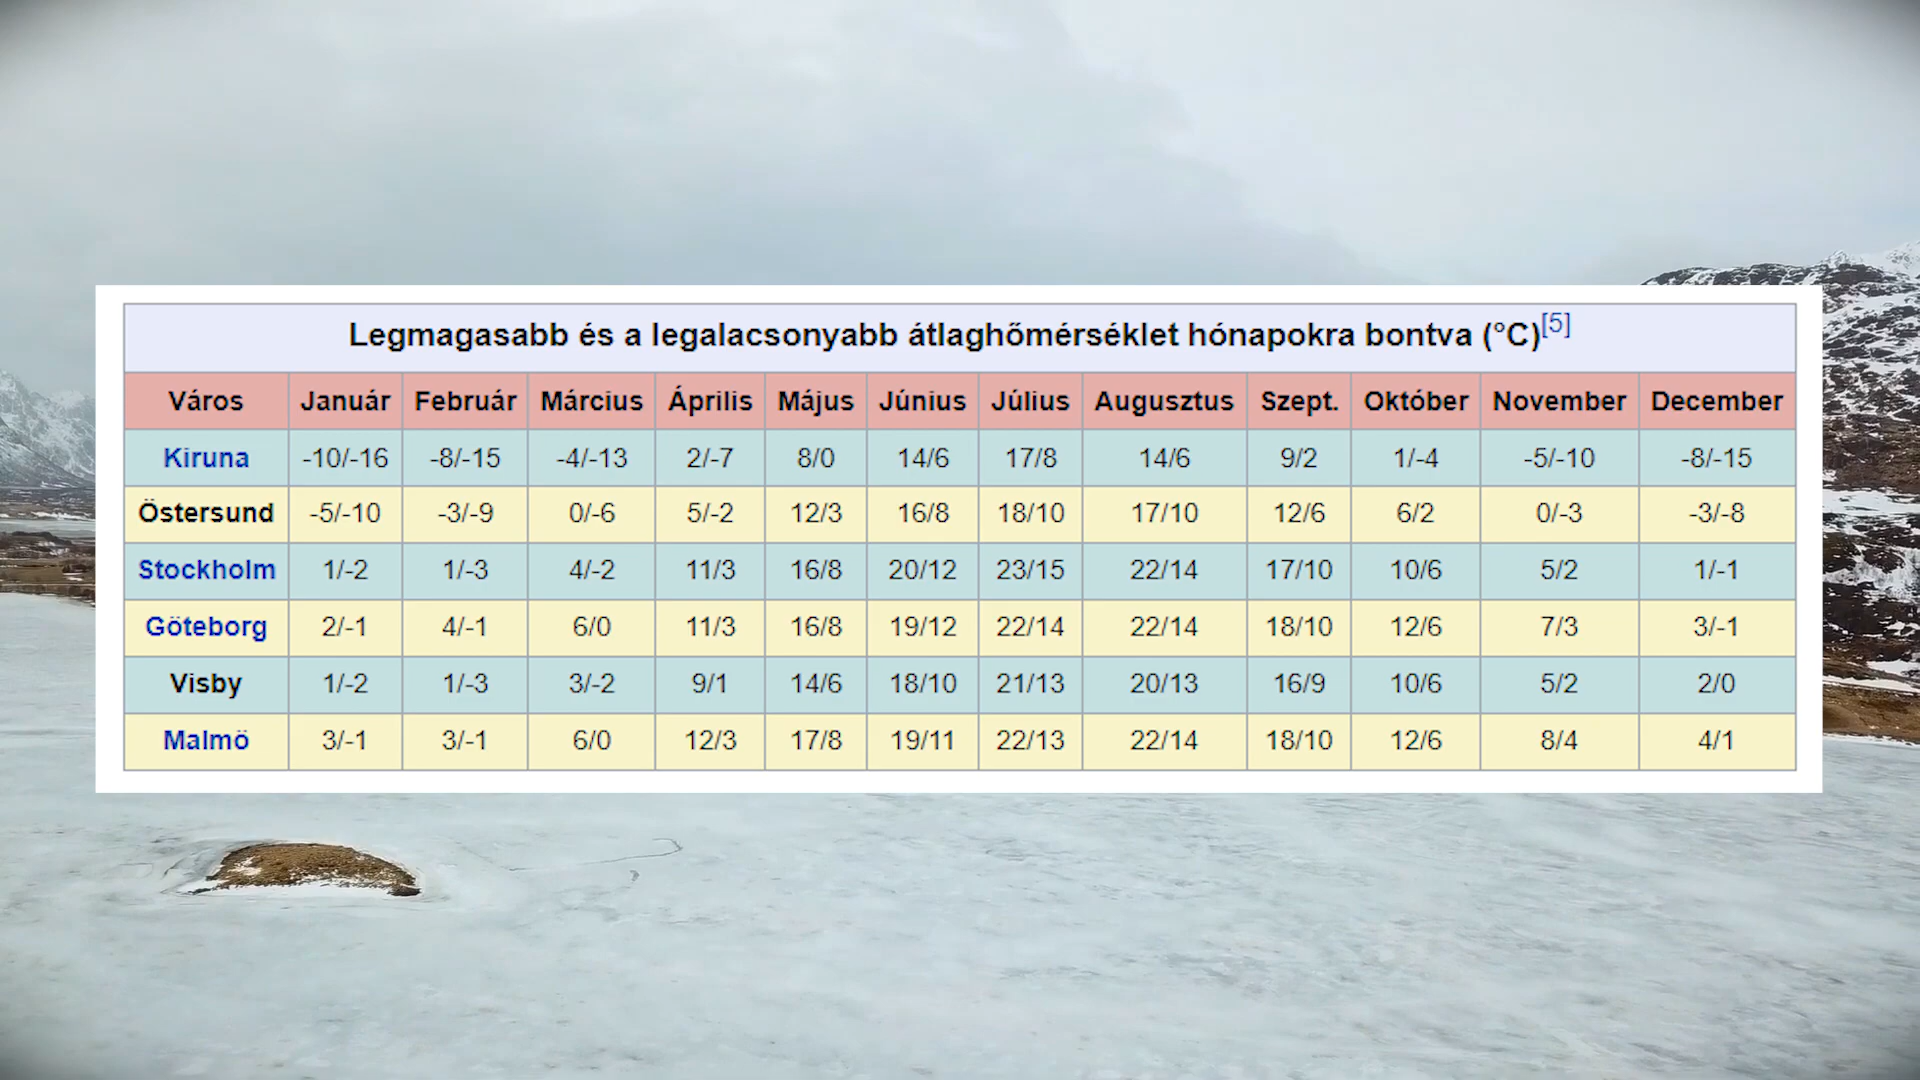 Legmagasabb és a legalacsonyabb átlaghőmérséklet hónapokra bontva (°C)[5]
Város Január Február Március Április Május Június Július Augusztus Szept. Október November December
Kiruna -10/-16 -8/-15 -4/-13 2/-7 8/0 14/6 17/8 14/6 9/2 1/-4 -5/-10 -8/-15
Östersund -5/-10 -3/-9 0/-6 5/-2 12/3 16/8 18/10 17/10 12/6 6/2 0/-3 -3/-8
Stockholm 1/-2 1/-3 4/-2 11/3 16/8 20/12 23/15 22/14 17/10 10/6 5/2 1/-1
Göteborg 2/-1 4/-1 6/0 11/3 16/8 19/12 22/14 22/14 18/10 12/6 7/3 3/-1
Visby 1/-2 1/-3 3/-2 9/1 14/6 18/10 21/13 20/13 16/9 10/6 5/2 2/0
Malmö 3/-1 3/-1 6/0 12/3 17/8 19/11 22/13 22/14 18/10 12/6 8/4 4/1